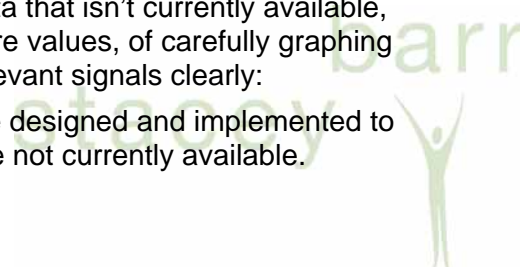 ta that isn’t currently available,
re values, of carefully graphing
barr
evant signals clearly:
stacey
e designed and implemented to
e not currently available.